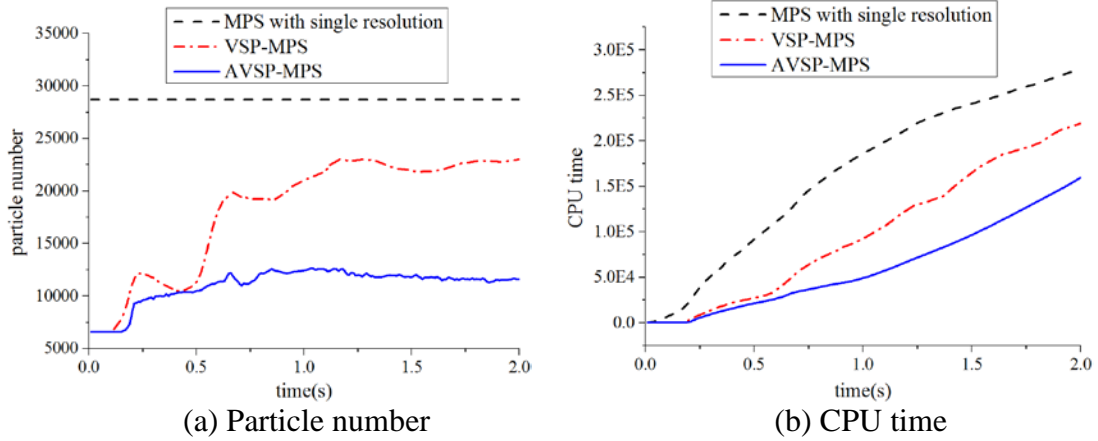 MPS with single resolution
VSP-MPS
AVSP-MPS
35000
30000
25000
20000
15000
10000
5000
particle number
0.0 0.5 1.0 1.5 2.0
time(s)
(a) Particle number
MPS with single resolution
VSP-MPS
AVSP-MPS
3.0E5
2.5E5
2.0E5
1.5E5
1.0E5
5.0E4
0.0
CPU time
0.0 0.5 1.0 1.5 2.0
time(s)
(b) CPU time